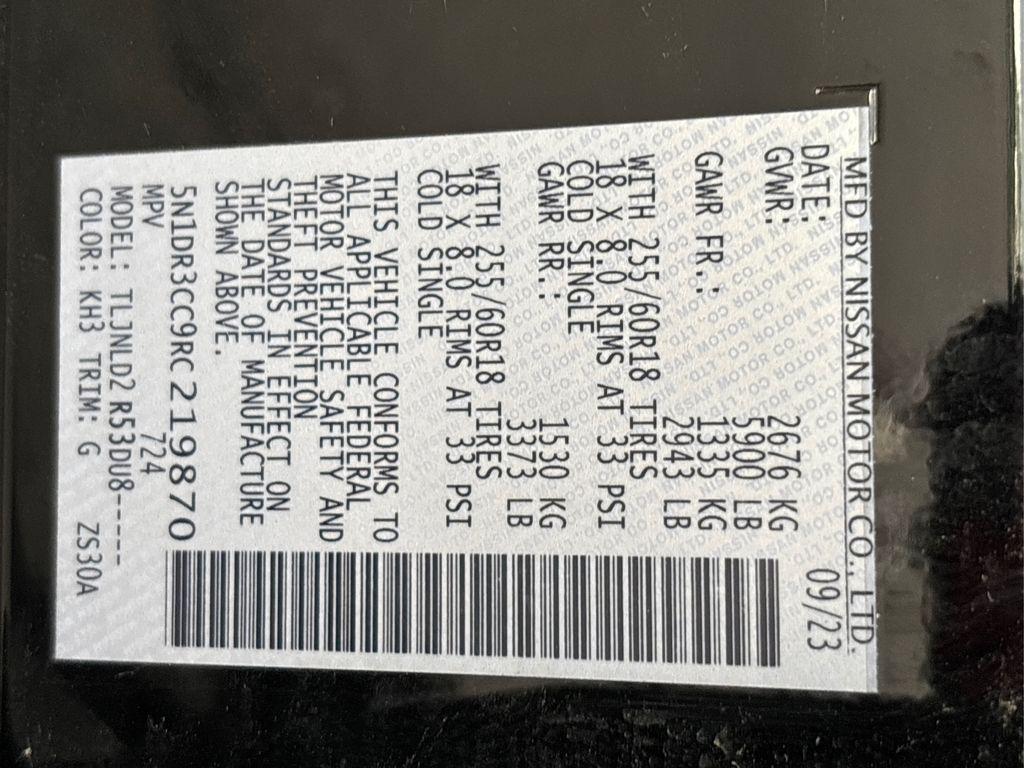 MFD BY NISSAN MOTOR CO., LTD.
DATE: 09/23
GVWR: 2676 KG
5900 LB
GAWR FR.: 1335 KG
2943 LB
WITH 255/60R18 TIRES
18 X 8.0 RIMS AT 33 PSI
COLD SINGLE
GAWR RR.: 1530 KG
3373 LB
WITH 255/60R18 TIRES
18 X 8.0 RIMS AT 33 PSI
COLD SINGLE
THIS VEHICLE CONFORMS TO
ALL APPLICABLE FEDERAL
MOTOR VEHICLE SAFETY AND
THEFT PREVENTION
STANDARDS IN EFFECT ON
THE DATE OF MANUFACTURE
SHOWN ABOVE.
5N1DR3CC9RC219870
MPV 724
MODEL: TLJNLD2 R53DU8-----
COLOR: KH3 TRIM: G ZS30A